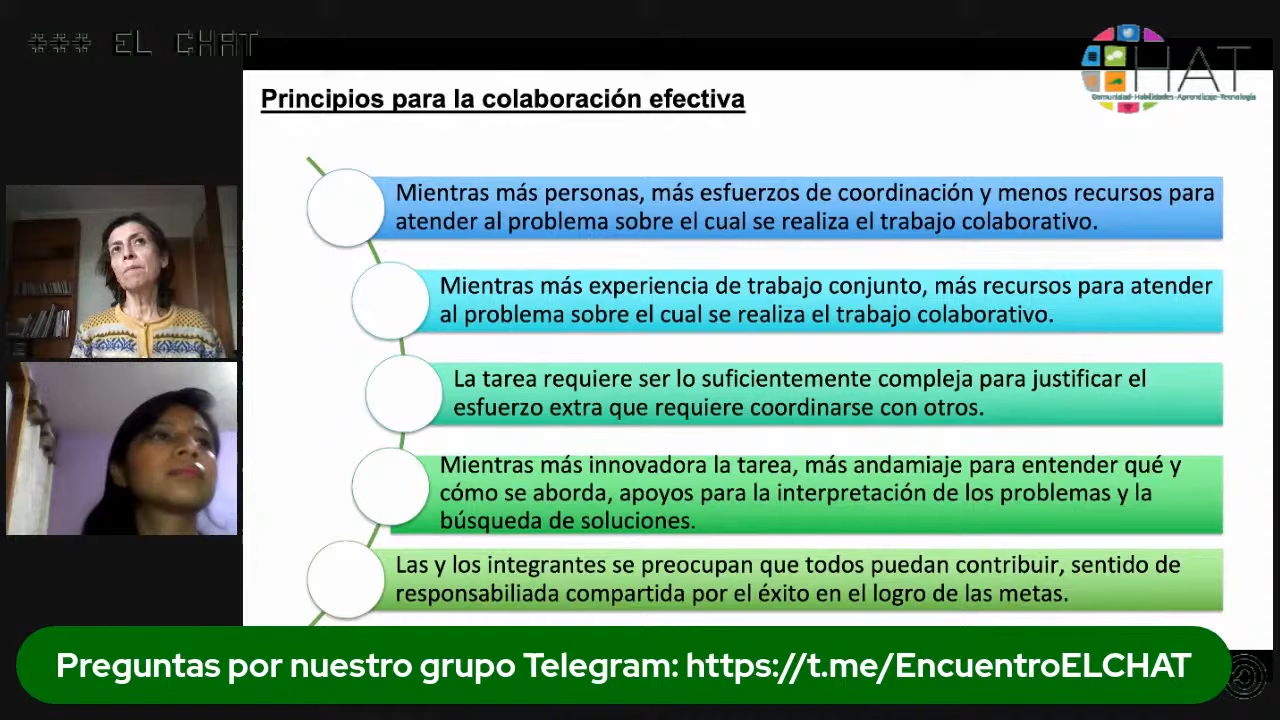 ### EL CHAT
HAT
Comunidad-Habilidades-Aprendizaje-Tecnología
Principios para la colaboración efectiva
Mientras más personas, más esfuerzos de coordinación y menos recursos para
atender al problema sobre el cual se realiza el trabajo colaborativo.
Mientras más experiencia de trabajo conjunto, más recursos para atender
al problema sobre el cual se realiza el trabajo colaborativo.
La tarea requiere ser lo suficientemente compleja para justificar el
esfuerzo extra que requiere coordinarse con otros.
Mientras más innovadora la tarea, más andamiaje para entender qué y
cómo se aborda, apoyos para la interpretación de los problemas y la
búsqueda de soluciones.
Las y los integrantes se preocupan que todos puedan contribuir, sentido de
responsabiliada compartida por el éxito en el logro de las metas.
Preguntas por nuestro grupo Telegram: https://t.me/EncuentroELCHAT